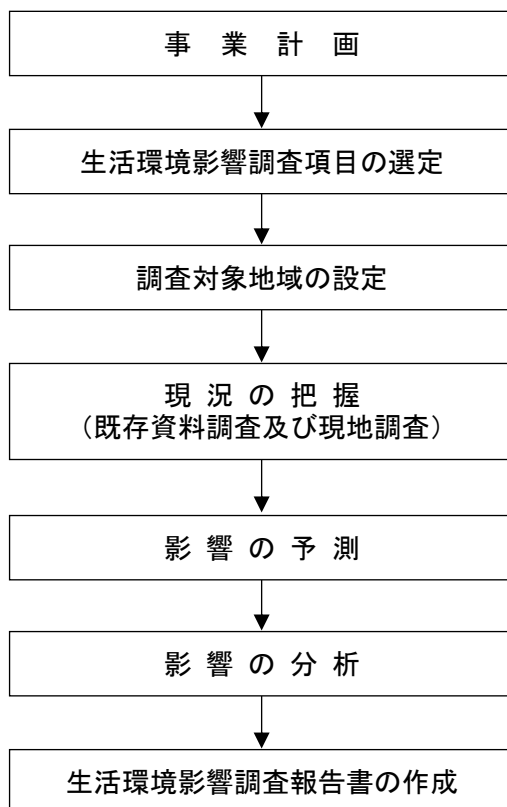 事　業　計　画
生活環境影響調査項目の選定
調査対象地域の設定
現 況 の 把 握
（既存資料調査及び現地調査）
影 響 の 予 測
影 響 の 分 析
生活環境影響調査報告書の作成